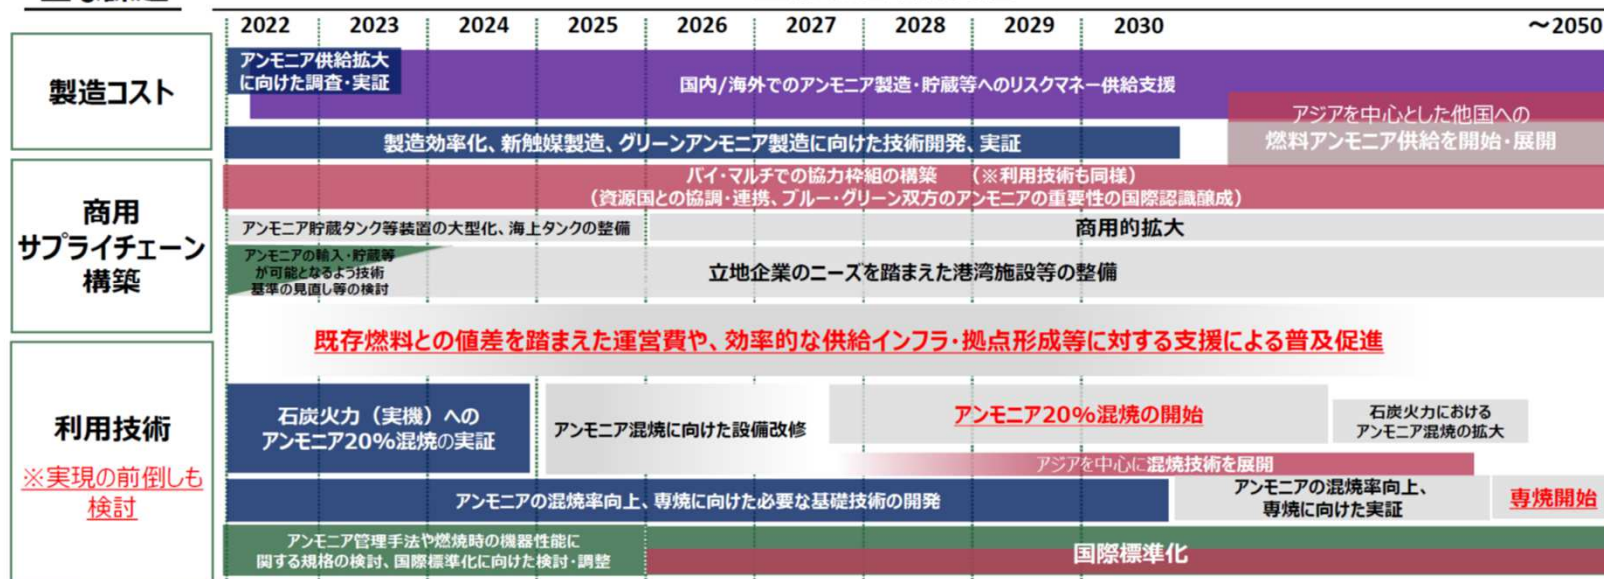 2022 2023 2024 2025 2026 2027 2028 2029 2030 ～2050
製造コスト
アンモニア供給拡大
に向けた調査・実証
国内/海外でのアンモニア製造・貯蔵等へのリスクマネー供給支援
アジアを中心とした他国への
燃料アンモニア供給を開始・展開
製造効率化、新触媒製造、グリーンアンモニア製造に向けた技術開発、実証
商用
サプライチェーン
構築
バイ・マルチでの協力枠組の構築 （※利用技術も同様）
（資源国との協調・連携、ブルー・グリーン双方のアンモニアの重要性の国際認識醸成）
アンモニア貯蔵タンク等装置の大型化、海上タンクの整備
商用的拡大
アンモニアの輸入・貯蔵等
が可能となるよう技術
基準の見直し等の検討
立地企業のニーズを踏まえた港湾施設等の整備
既存燃料との値差を踏まえた運営費や、効率的な供給インフラ・拠点形成等に対する支援による普及促進
利用技術
※実現の前倒しも
検討
石炭火力（実機）への
アンモニア20%混焼の実証
アンモニア混焼に向けた設備改修
アンモニア20%混焼の開始
石炭火力における
アンモニア混焼の拡大
アジアを中心に混焼技術を展開
アンモニアの混焼率向上、専焼に向けた必要な基礎技術の開発
アンモニアの混焼率向上、
専焼に向けた実証
専焼開始
アンモニア管理手法や燃焼時の機器性能に
関する規格の検討、国際標準化に向けた検討・調整
国際標準化